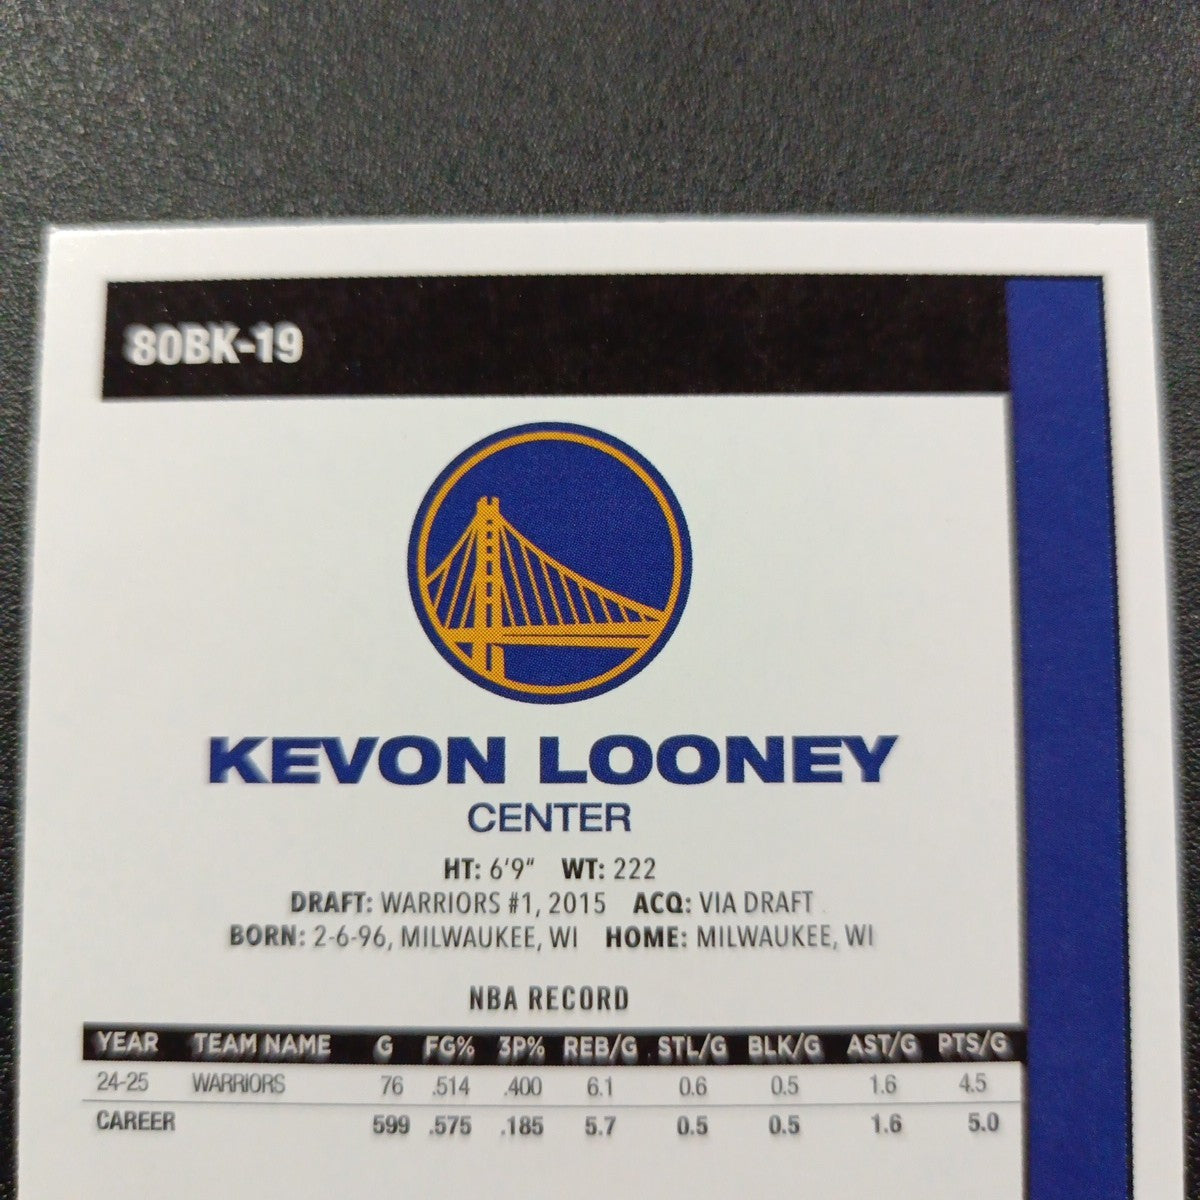 80BK-19
KEVON LOONEY
CENTER
HT: 6'9" WT: 222
DRAFT: WARRIORS #1, 2015 ACQ: VIA DRAFT
BORN: 2-6-96, MILWAUKEE, WI HOME: MILWAUKEE, WI
NBA RECORD
YEAR TEAM NAME G FG% 3P% REB/G STL/G BLK/G AST/G PTS/G
24-25 WARRIORS 76 .514 .400 6.1 0.6 0.5 1.6 4.5
CAREER 599 .575 .185 5.7 0.5 0.5 1.6 5.0